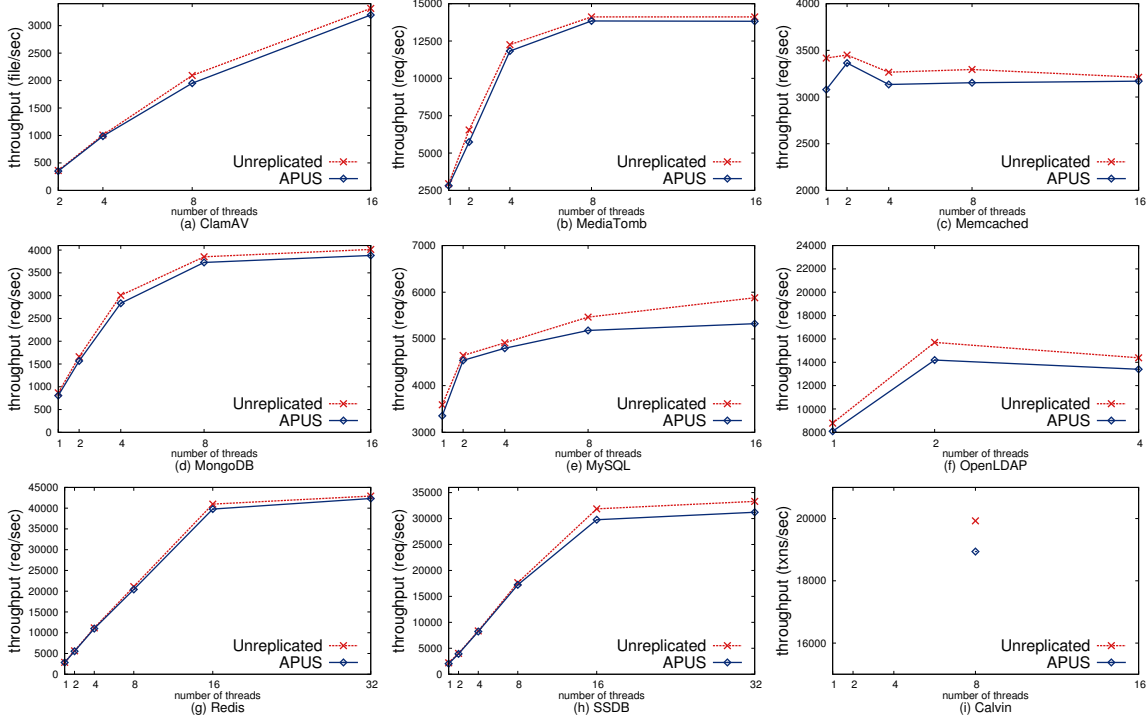 throughput (file/sec)
3000
2500
2000
1500
1000
500
0
Unreplicated
APUS
2 4 8 16
number of threads
(a) ClamAV
throughput (req/sec)
15000
12500
10000
7500
5000
2500
Unreplicated
APUS
1 2 4 8 16
number of threads
(b) MediaTomb
throughput (req/sec)
4000
3500
3000
2500
2000
Unreplicated
APUS
1 2 4 8 16
number of threads
(c) Memcached
throughput (req/sec)
4000
3500
3000
2500
2000
1500
1000
500
0
Unreplicated
APUS
1 2 4 8 16
number of threads
(d) MongoDB
throughput (req/sec)
7000
6000
5000
4000
3000
Unreplicated
APUS
1 2 4 8 16
number of threads
(e) MySQL
throughput (req/sec)
24000
22000
20000
18000
16000
14000
12000
10000
8000
Unreplicated
APUS
1 2 4
number of threads
(f) OpenLDAP
throughput (req/sec)
45000
40000
35000
30000
25000
20000
15000
10000
5000
0
Unreplicated
APUS
1 2 4 8 16 32
number of threads
(g) Redis
throughput (req/sec)
35000
30000
25000
20000
15000
10000
5000
0
Unreplicated
APUS
1 2 4 8 16 32
number of threads
(h) SSDB
throughput (txns/sec)
20000
18000
16000
Unreplicated
APUS
1 2 4 8 16
number of threads
(i) Calvin